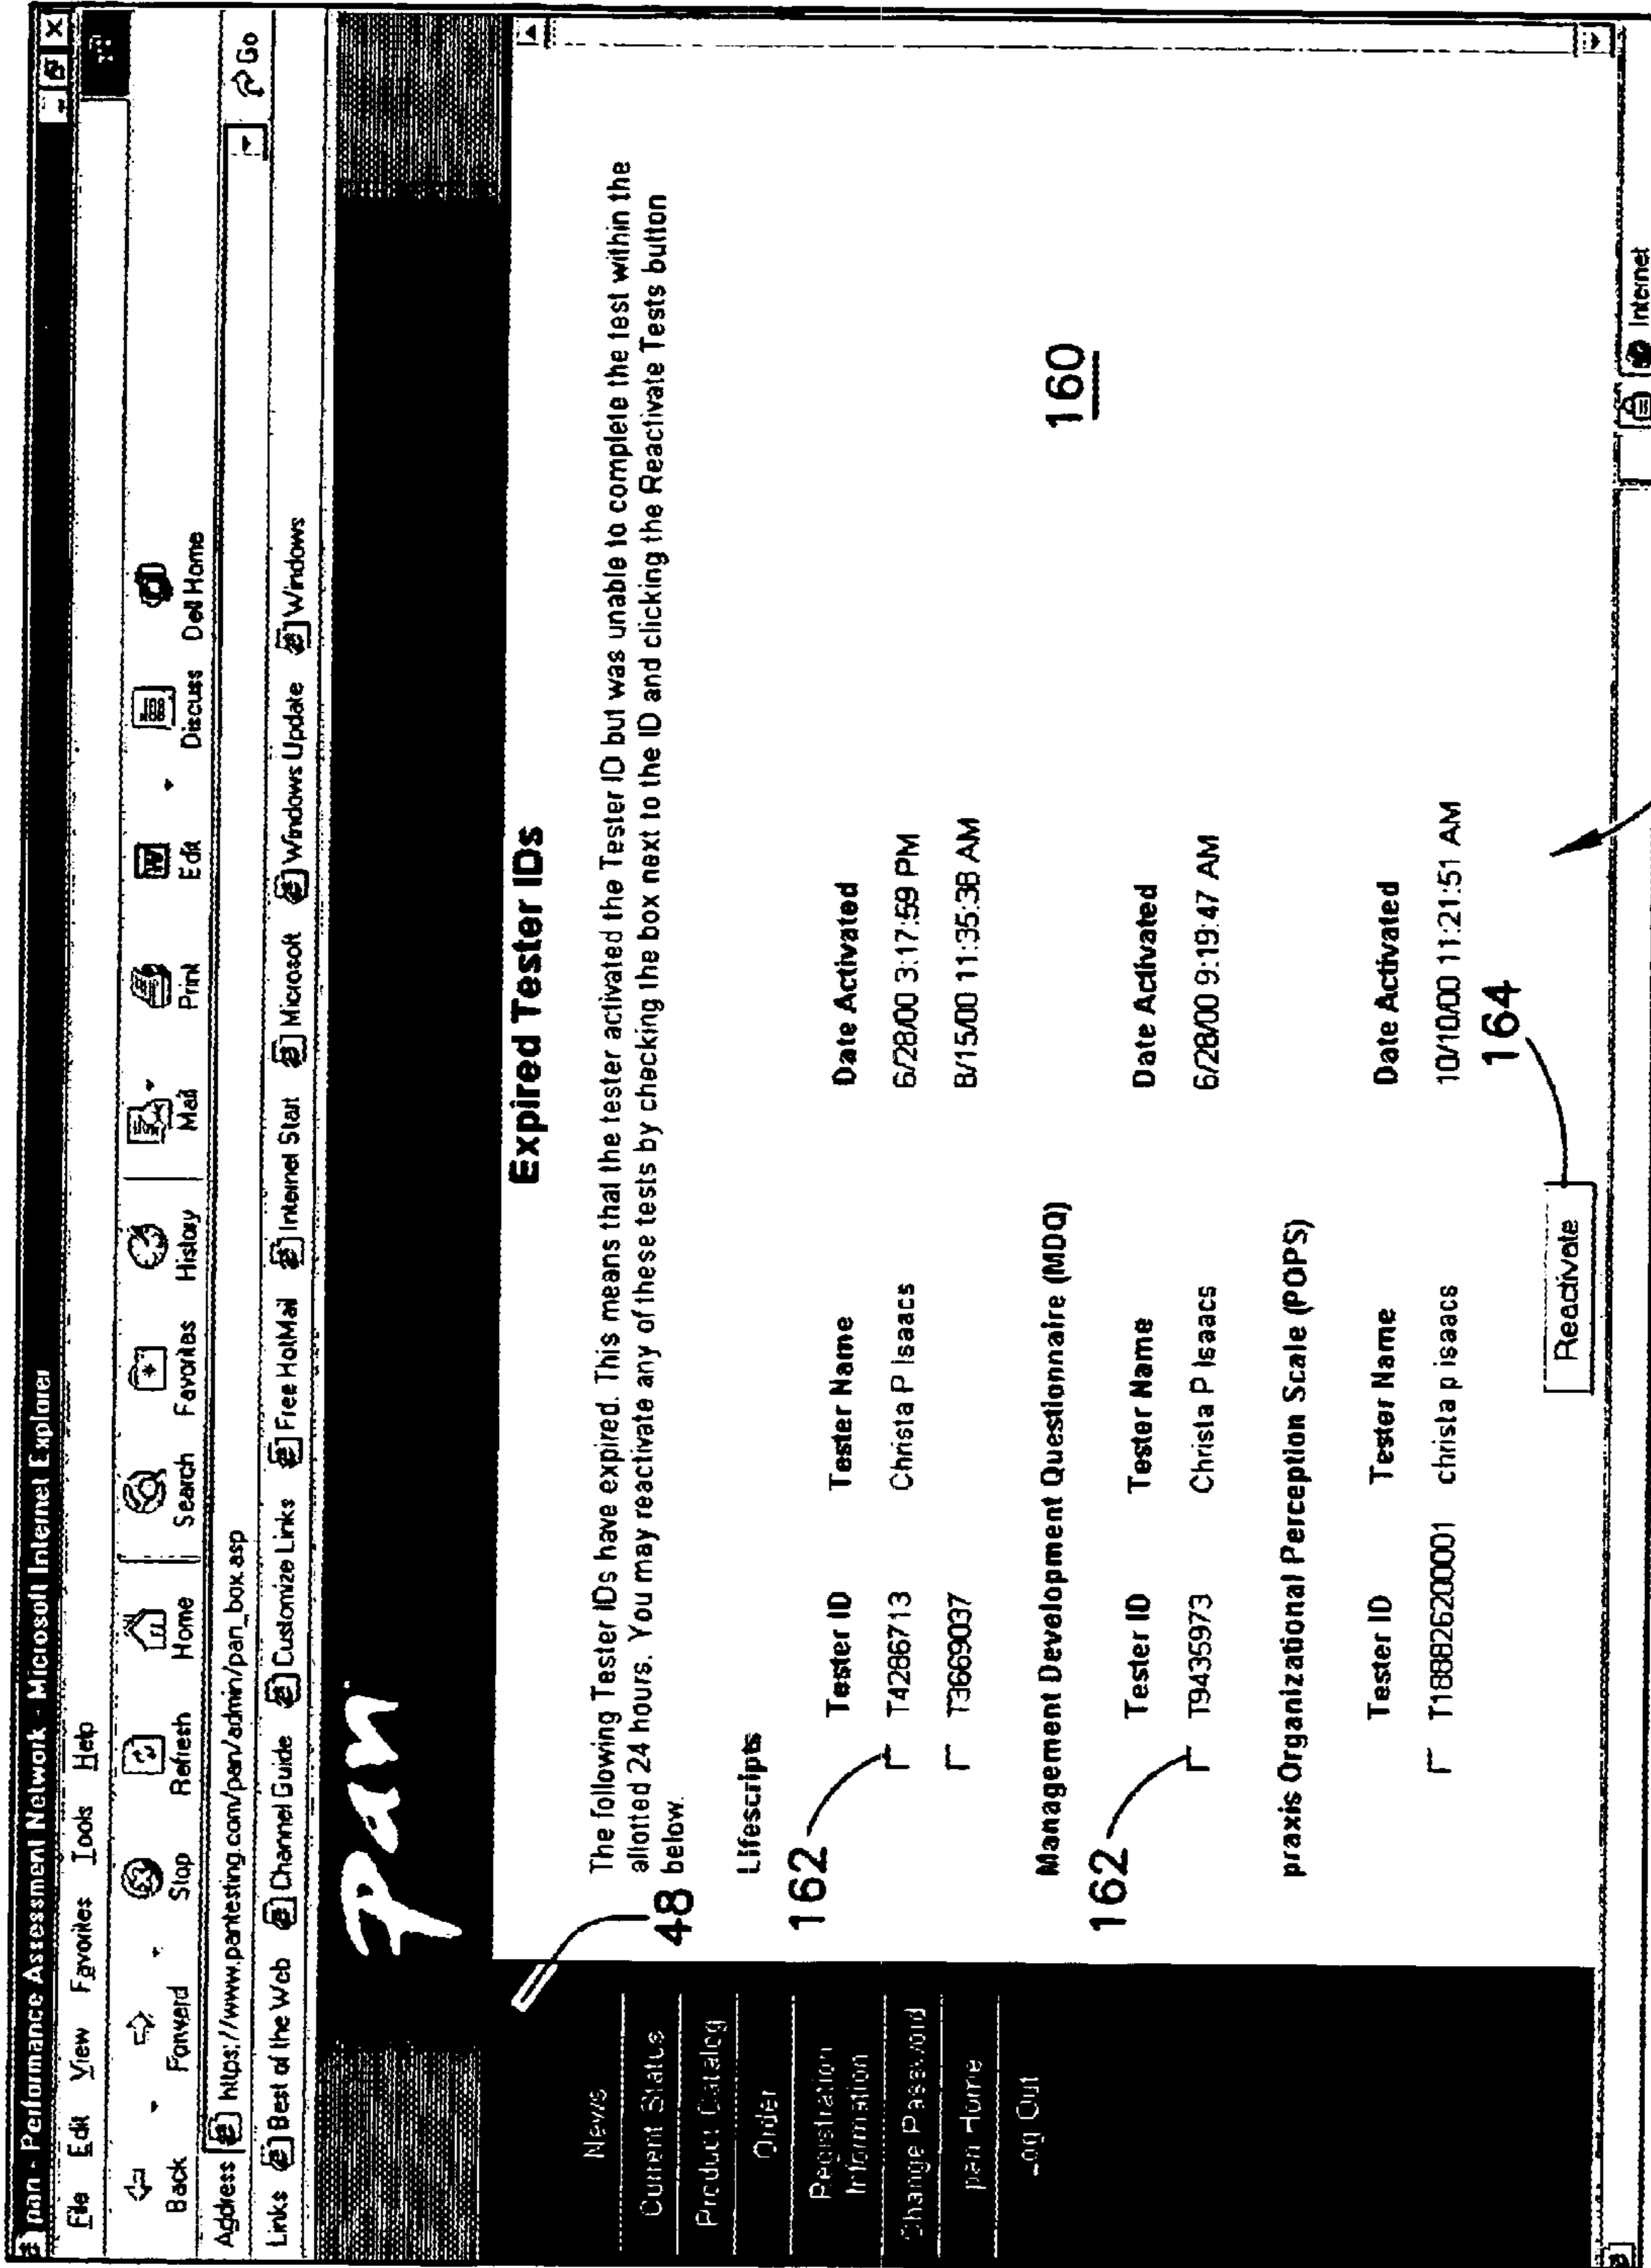 pan - Performance Assessment Network - Microsoft Internet Explorer
File Edit View Favorites Tools Help
Back Forward Stop Refresh Home Search Favorites History Mail Print Edit Discuss Dell Home
Address https://www.pantesting.com/pan/admin/pan_box.asp Go
Links Best of the Web Channel Guide Customize Links Free HotMail Internet Start Microsoft Windows Update Windows
Pan
48
News
Current Status
Product Catalog
Order
Registration
Information
Change Password
pan Home
Log Out
Expired Tester IDs
The following Tester IDs have expired. This means that the tester activated the Tester ID but was unable to complete the test within the
allotted 24 hours. You may reactivate any of these tests by checking the box next to the ID and clicking the Reactivate Tests button
below.
Lifescripts
162
Tester ID Tester Name Date Activated
T4286713 Christa P Isaacs 6/28/00 3:17:59 PM
T3669037 8/15/00 11:35:38 AM
160
Management Development Questionnaire (MDQ)
162
Tester ID Tester Name Date Activated
T9435973 Christa P Isaacs 6/28/00 9:19:47 AM
praxis Organizational Perception Scale (POPS)
Tester ID Tester Name Date Activated
T18882620001 christa p isaacs 10/10/00 11:21:51 AM
164
Reactivate
Internet